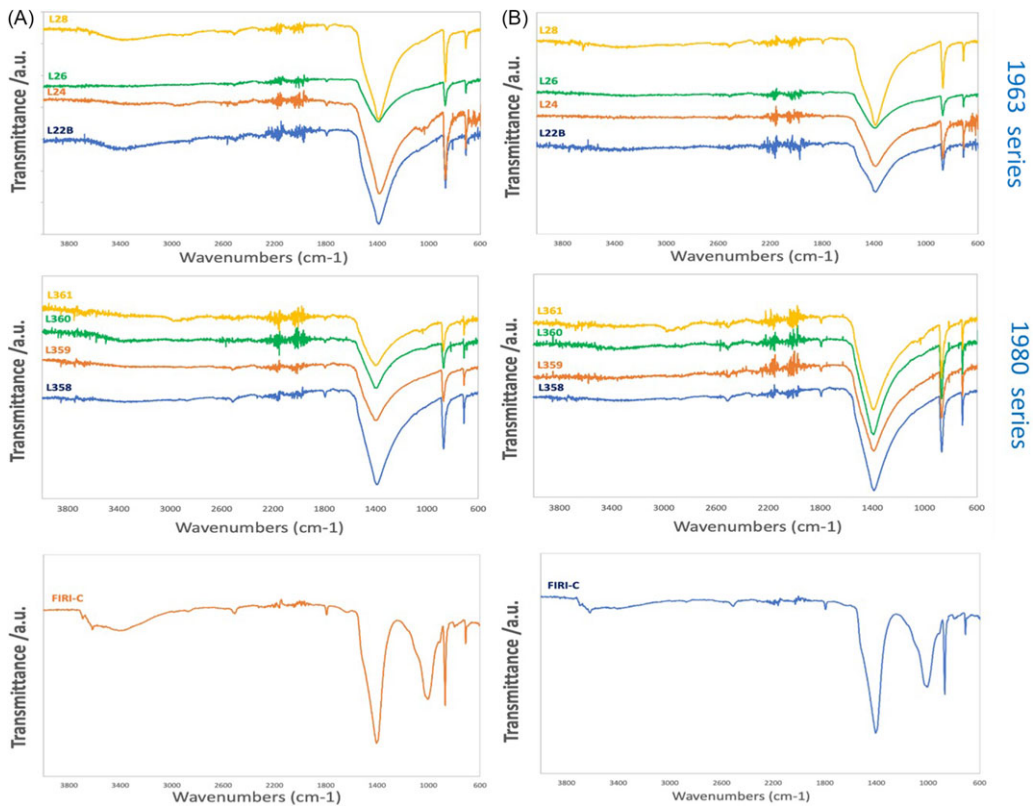 (A)
(B)
L28
L26
L24
L22B
Transmittance /a.u.
3800 3400 3000 2600 2200 1800 1400 1000 600
Wavenumbers (cm-1)
L28
L26
L24
L22B
Transmittance /a.u.
3800 3400 3000 2600 2200 1800 1400 1000 600
Wavenumbers (cm-1)
1963 series
L361
L360
L359
L358
Transmittance /a.u.
3800 3400 3000 2600 2200 1800 1400 1000 600
Wavenumbers (cm-1)
L361
L360
L359
L358
Transmittance /a.u.
3800 3400 3000 2600 2200 1800 1400 1000 600
Wavenumbers (cm-1)
1980 series
FIRI-C
Transmittance /a.u.
3800 3400 3000 2600 2200 1800 1400 1000 600
Wavenumbers (cm-1)
FIRI-C
Transmittance /a.u.
3800 3400 3000 2600 2200 1800 1400 1000 600
Wavenumbers (cm-1)